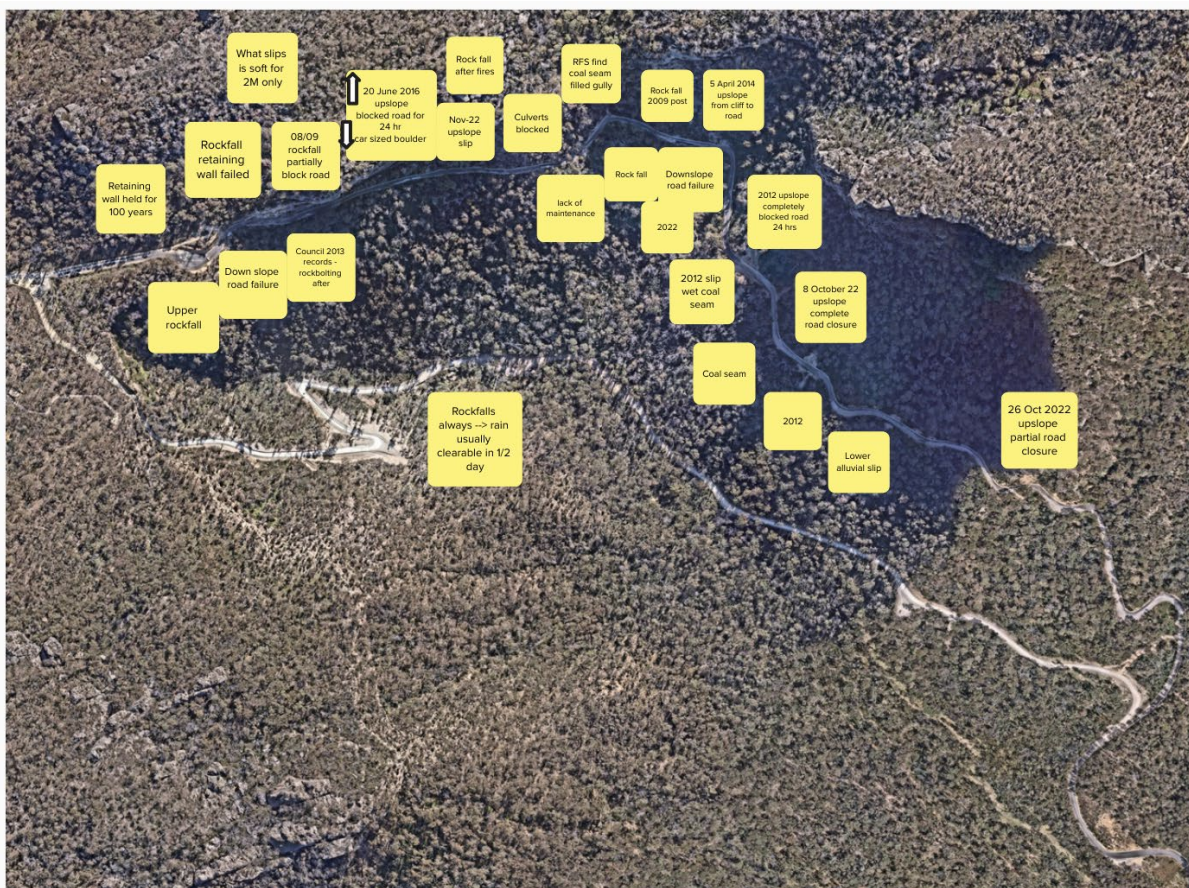 What slips
is soft for
2M only
20 June 2016
upslope
blocked road for
24 hr
car sized boulder
Rock fall
after fires
RFS find
coal seam
filled gully
Rock fall
2009 post
5 April 2014
upslope
from cliff to
road
Nov-22
upslope
slip
Culverts
blocked
Rockfall
retaining
wall failed
08/09
rockfall
partially
block road
Retaining
wall held for
100 years
lack of
maintenance
Rock fall
Downslope
road failure
2022
2012 upslope
completely
blocked road
24 hrs
Council 2013
records -
rockbolting
after
Down slope
road failure
Upper
rockfall
2012 slip
wet coal
seam
8 October 22
upslope
complete
road closure
Coal seam
2012
Lower
alluvial slip
Rockfalls
always --> rain
usually
clearable in 1/2
day
26 Oct 2022
upslope
partial road
closure